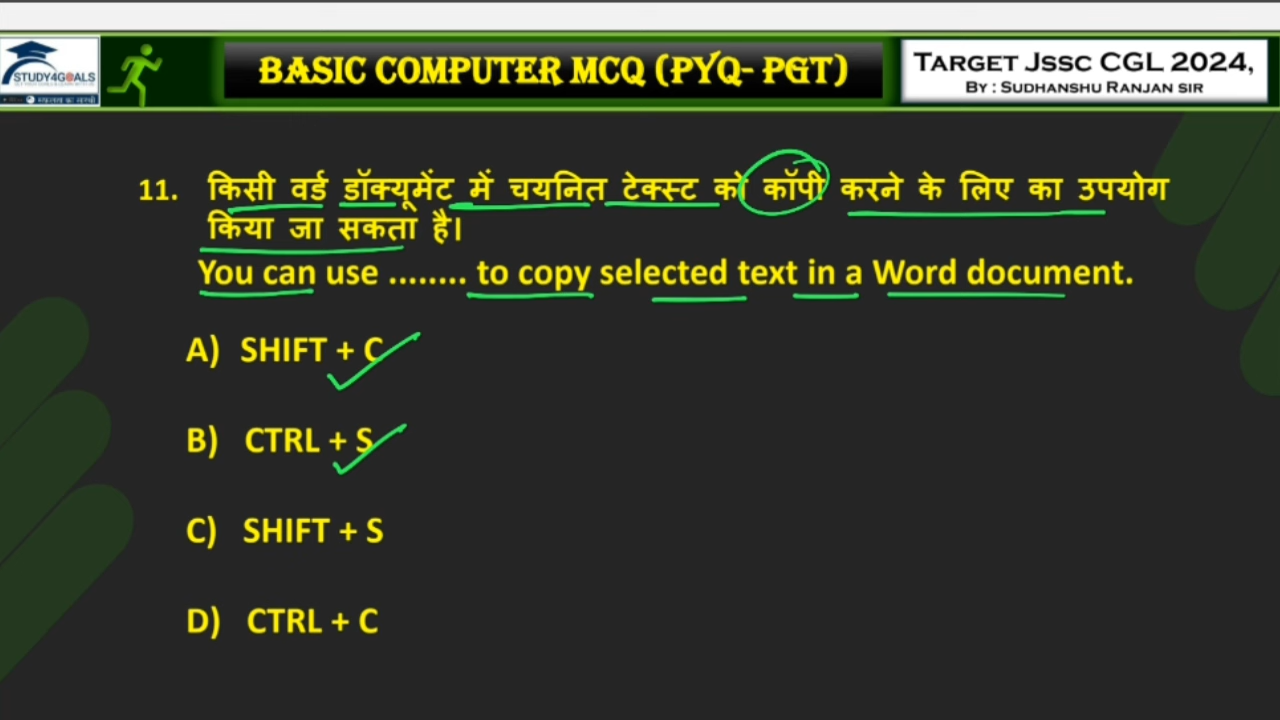 STUDY4GOALS
BASIC COMPUTER MCQ (PYQ- PGT)
TARGET JSSC CGL 2024,
BY : SUDHANSHU RANJAN SIR
11. किसी वर्ड डॉक्यूमेंट में चयनित टेक्स्ट को कॉपी करने के लिए का उपयोग
किया जा सकता है।
You can use ........ to copy selected text in a Word document.
A) SHIFT + C
B) CTRL + S
C) SHIFT + S
D) CTRL + C